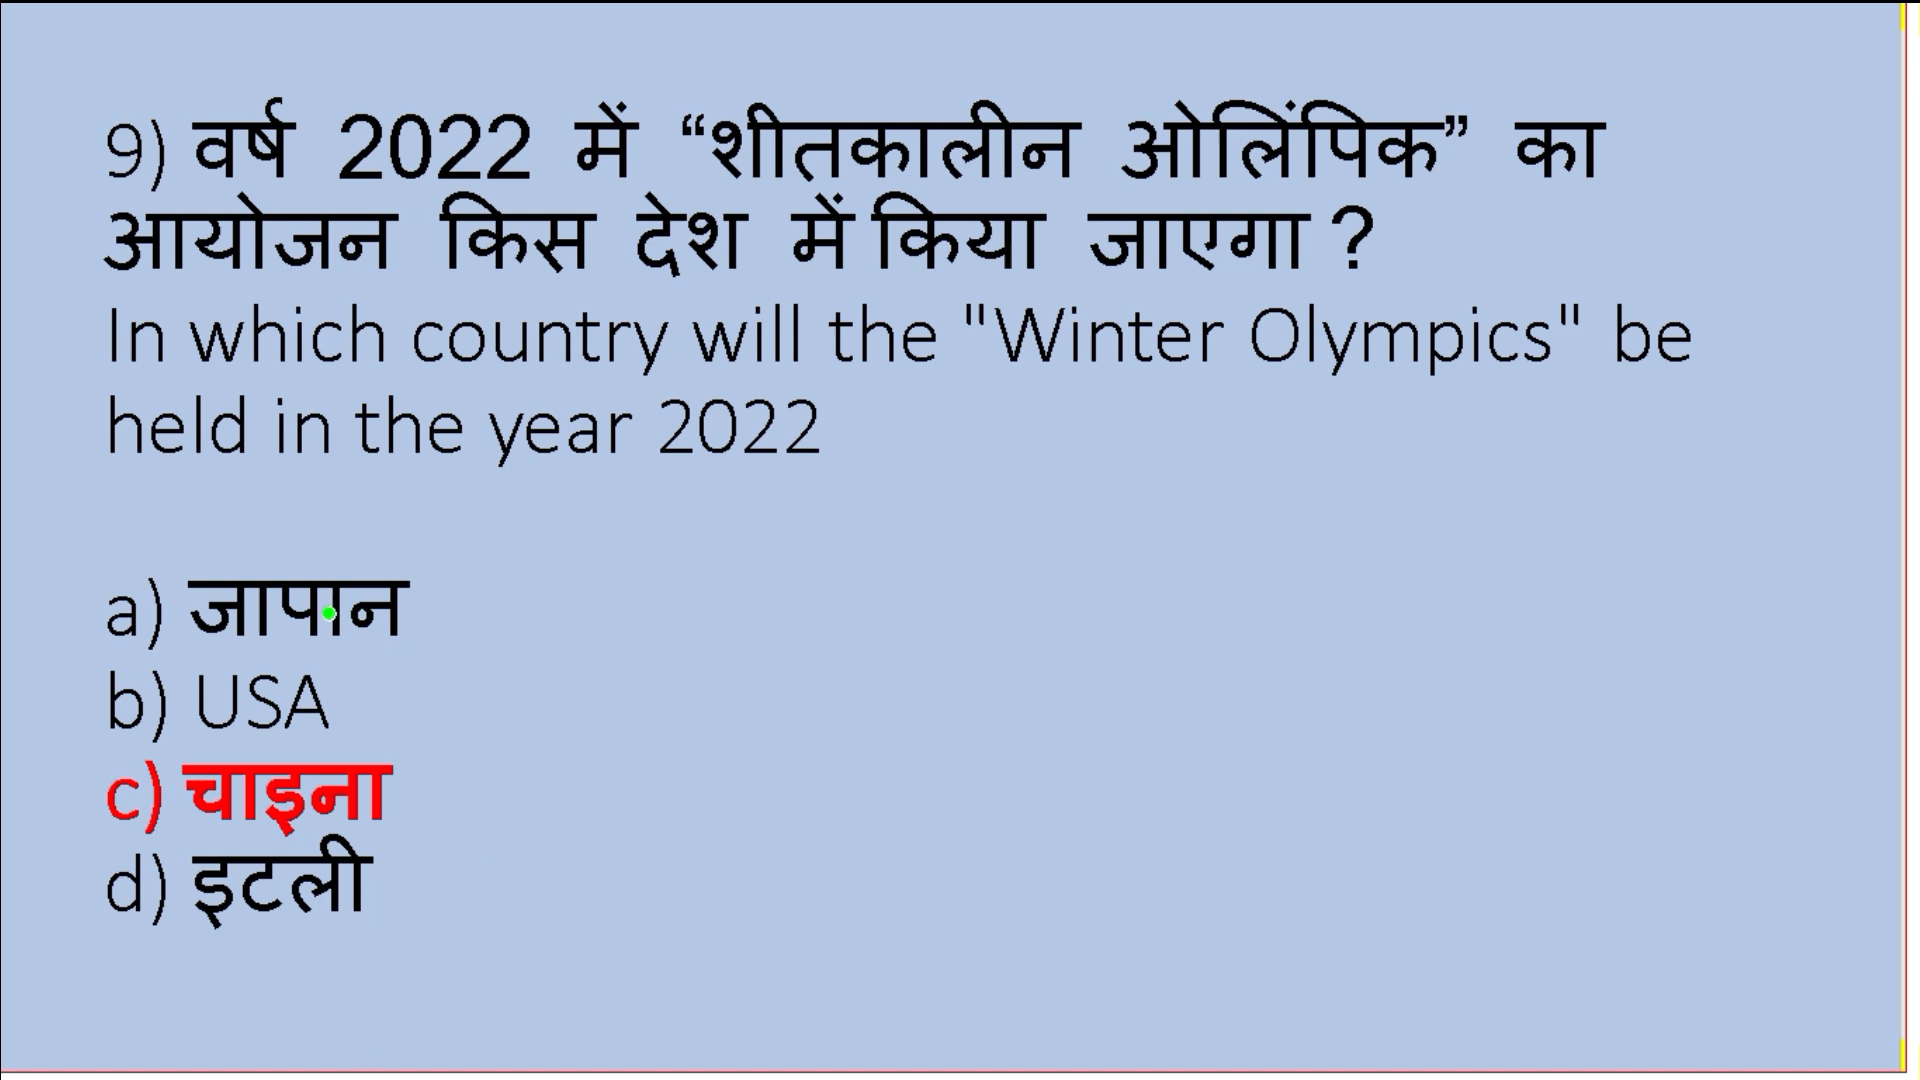 9) वर्ष 2022 में “शीतकालीन ओलिंपिक” का
आयोजन किस देश में किया जाएगा ?
In which country will the "Winter Olympics" be
held in the year 2022
a) जापान
b) USA
c) चाइना
d) इटली